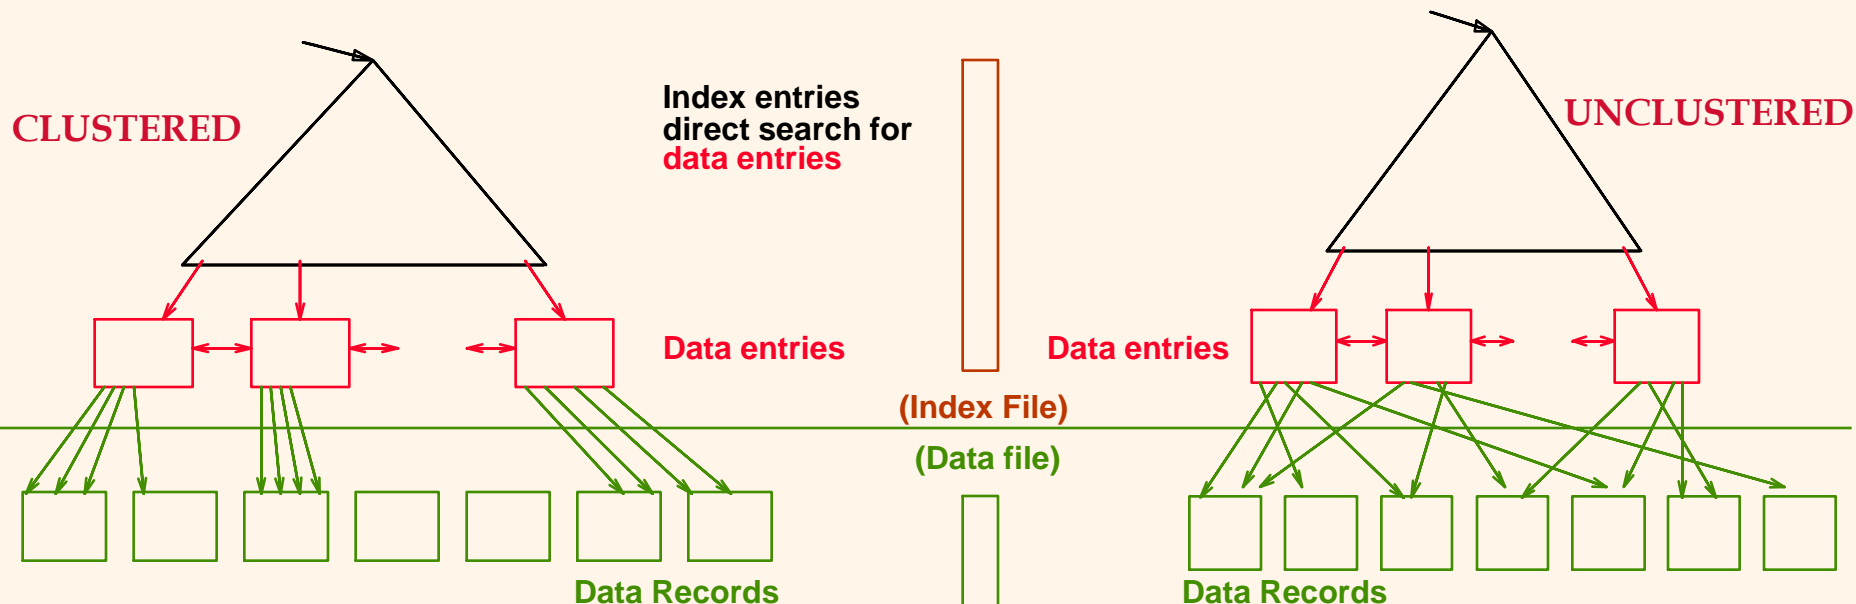 CLUSTERED
Index entries
direct search for
data entries
UNCLUSTERED
Data entries
Data entries
(Index File)
(Data file)
Data Records
Data Records